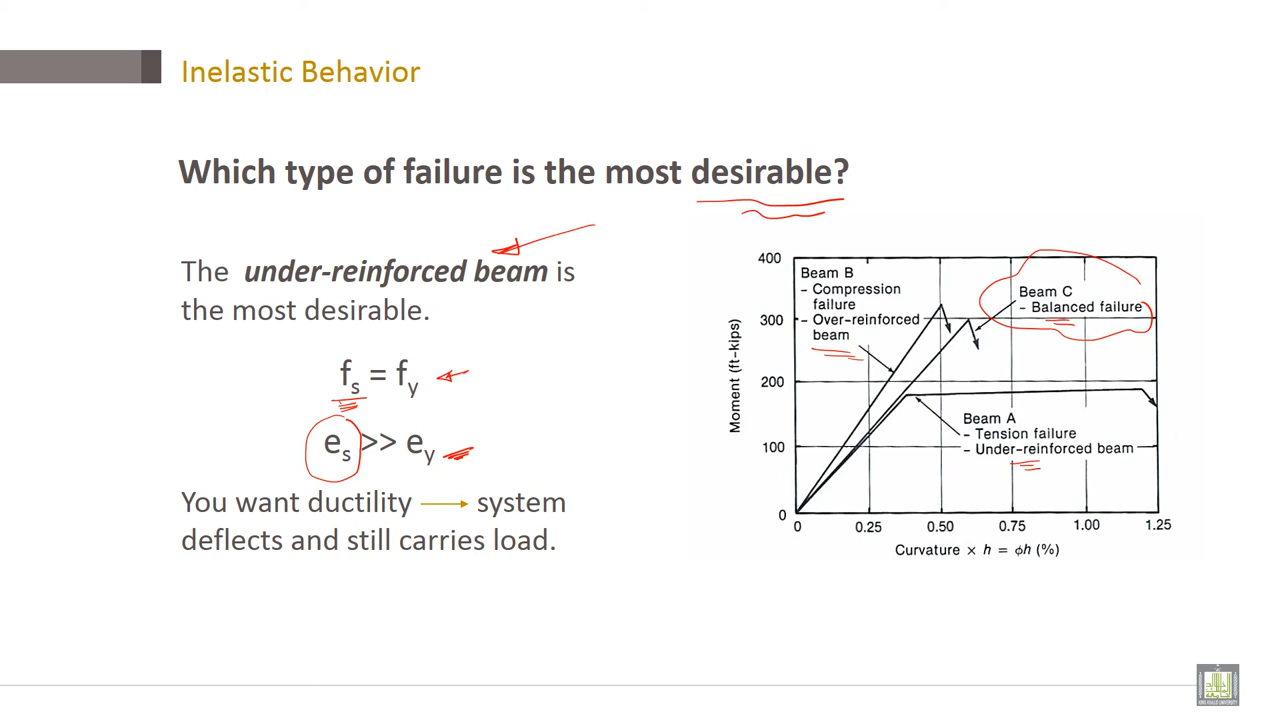 Inelastic Behavior
Which type of failure is the most desirable?
The under-reinforced beam is
the most desirable.
fs = fy
es >> ey
You want ductility → system
deflects and still carries load.
Moment (ft-kips)
400
300
200
100
0
Beam B
- Compression
failure
- Over-reinforced
beam
Beam C
- Balanced failure
Beam A
- Tension failure
- Under-reinforced beam
0 0.25 0.50 0.75 1.00 1.25
Curvature × h = ϕh (%)
KING KHALID UNIVERSITY